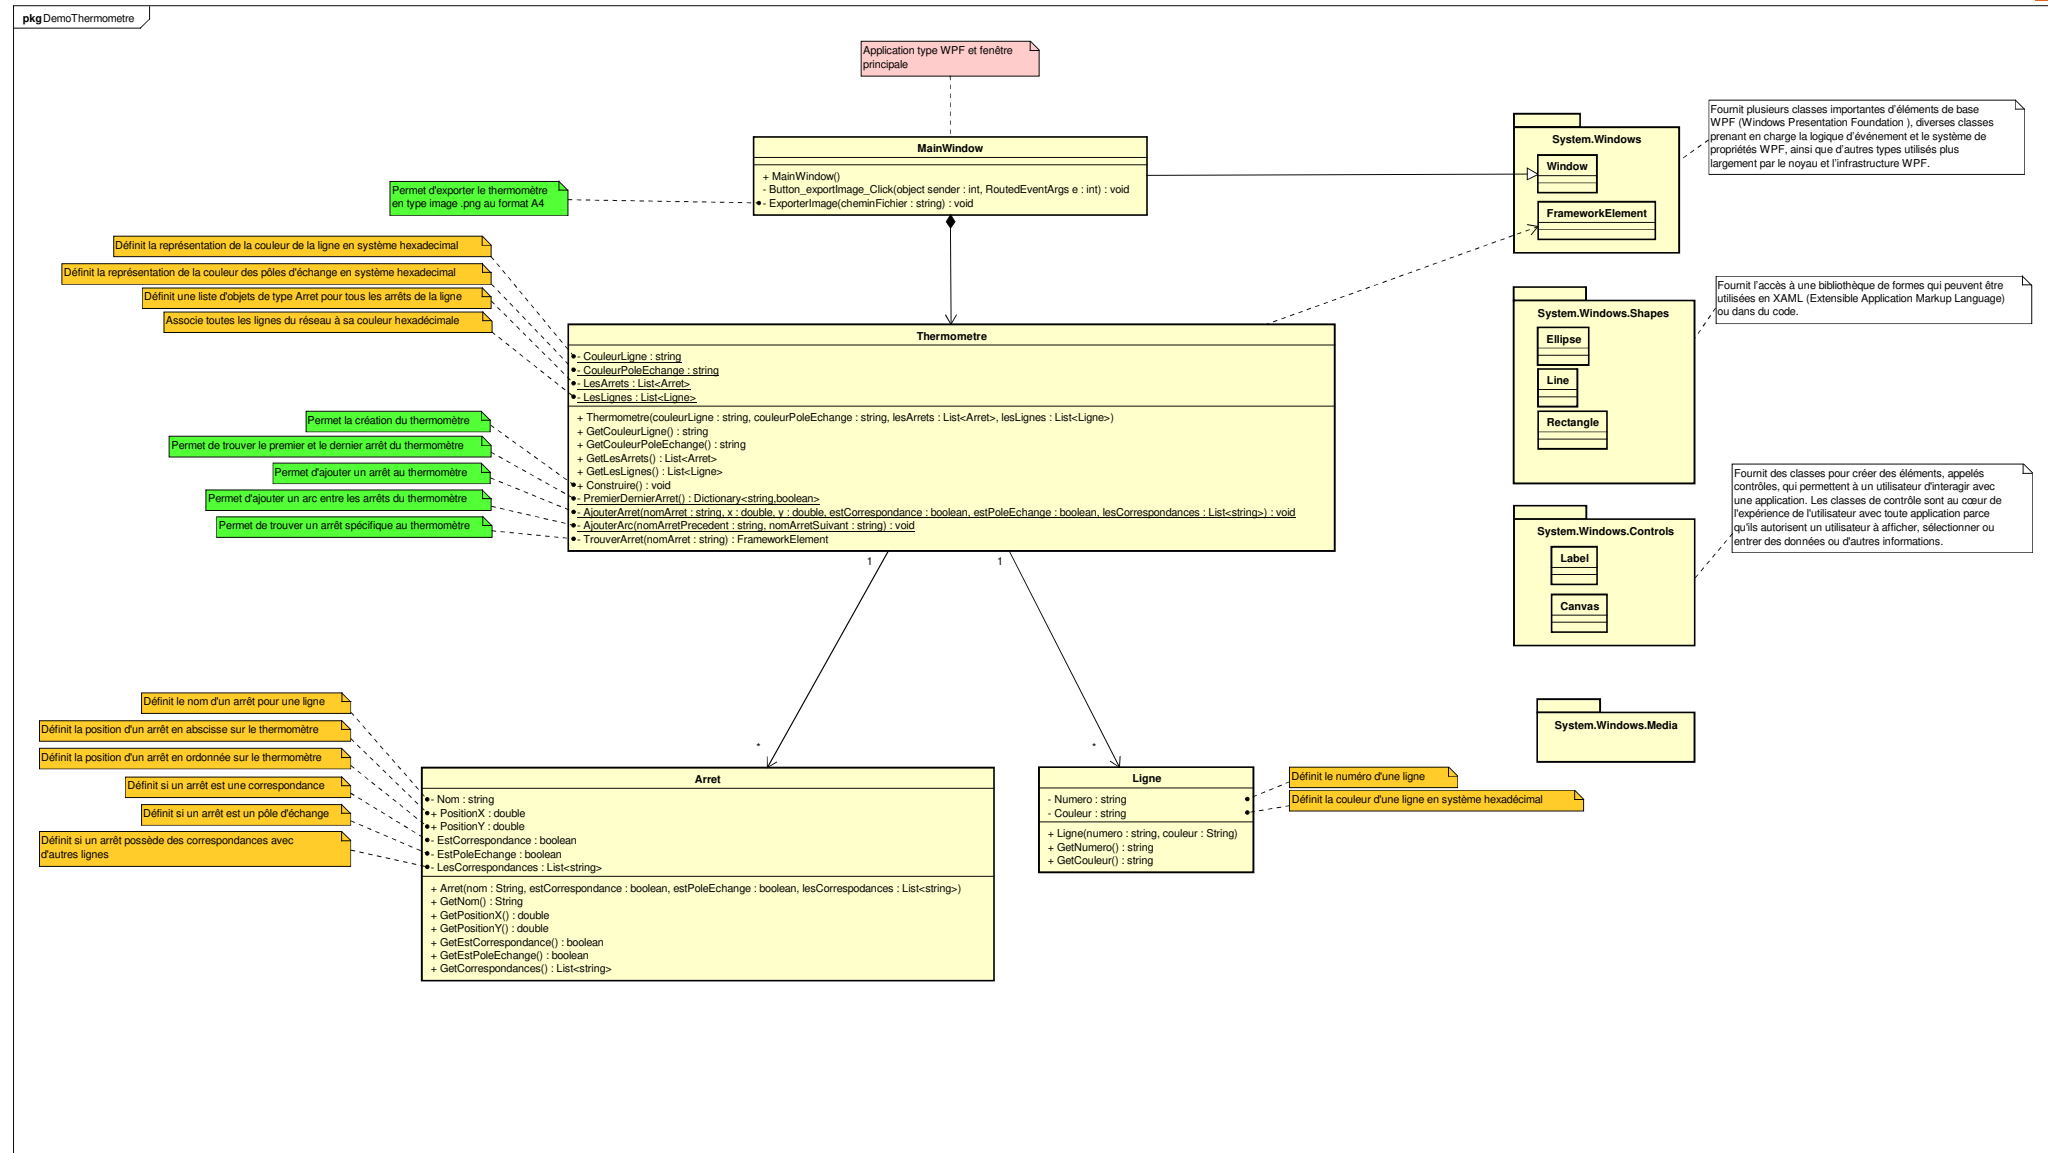 pkg DemoThermometre
Application type WPF et fenêtre
principale
MainWindow
+ MainWindow()
- Button_exportImage_Click(object sender : int, RoutedEventArgs e : int) : void
- ExporterImage(cheminFichier : string) : void
Permet d'exporter le thermomètre
en type image .png au format A4
System.Windows
Window
FrameworkElement
Fournit plusieurs classes importantes d'éléments de base
WPF (Windows Presentation Foundation ), diverses classes
prenant en charge la logique d'événement et le système de
propriétés WPF, ainsi que d'autres types utilisés plus
largement par le noyau et l'infrastructure WPF.
Définit la représentation de la couleur de la ligne en système hexadecimal
Définit la représentation de la couleur des pôles d'échange en système hexadecimal
Définit une liste d'objets de type Arret pour tous les arrêts de la ligne
Associe toutes les lignes du réseau à sa couleur hexadécimale
Thermometre
- CouleurLigne : string
- CouleurPoleEchange : string
- LesArrets : List<Arret>
- LesLignes : List<Ligne>
+ Thermometre(couleurLigne : string, couleurPoleEchange : string, lesArrets : List<Arret>, lesLignes : List<Ligne>)
+ GetCouleurLigne() : string
+ GetCouleurPoleEchange() : string
+ GetLesArrets() : List<Arret>
+ GetLesLignes() : List<Ligne>
+ Construire() : void
- PremierDernierArret() : Dictionary<string,boolean>
- AjouterArret(nomArret : string, x : double, y : double, estCorrespondance : boolean, estPoleEchange : boolean, lesCorrespondances : List<string>) : void
- AjouterArc(nomArretPrecedent : string, nomArretSuivant : string) : void
- TrouverArret(nomArret : string) : FrameworkElement
Permet la création du thermomètre
Permet de trouver le premier et le dernier arrêt du thermomètre
Permet d'ajouter un arrêt au thermomètre
Permet d'ajouter un arc entre les arrêts du thermomètre
Permet de trouver un arrêt spécifique au thermomètre
System.Windows.Shapes
Ellipse
Line
Rectangle
Fournit l'accès à une bibliothèque de formes qui peuvent être
utilisées en XAML (Extensible Application Markup Language)
ou dans du code.
System.Windows.Controls
Label
Canvas
Fournit des classes pour créer des éléments, appelés
contrôles, qui permettent à un utilisateur d'interagir avec
une application. Les classes de contrôle sont au cœur de
l'expérience de l'utilisateur avec toute application parce
qu'ils autorisent un utilisateur à afficher, sélectionner ou
entrer des données ou d'autres informations.
System.Windows.Media
1
1
*
*
Définit le nom d'un arrêt pour une ligne
Définit la position d'un arrêt en abscisse sur le thermomètre
Définit la position d'un arrêt en ordonnée sur le thermomètre
Définit si un arrêt est une correspondance
Définit si un arrêt est un pôle d'échange
Définit si un arrêt possède des correspondances avec
d'autres lignes
Arret
- Nom : string
+ PositionX : double
+ PositionY : double
- EstCorrespondance : boolean
- EstPoleEchange : boolean
- LesCorrespondances : List<string>
+ Arret(nom : String, estCorrespondance : boolean, estPoleEchange : boolean, lesCorrespodances : List<string>)
+ GetNom() : String
+ GetPositionX() : double
+ GetPositionY() : double
+ GetEstCorrespondance() : boolean
+ GetEstPoleEchange() : boolean
+ GetCorrespondances() : List<string>
Ligne
- Numero : string
- Couleur : string
+ Ligne(numero : string, couleur : String)
+ GetNumero() : string
+ GetCouleur() : string
Définit le numéro d'une ligne
Définit la couleur d'une ligne en système hexadécimal